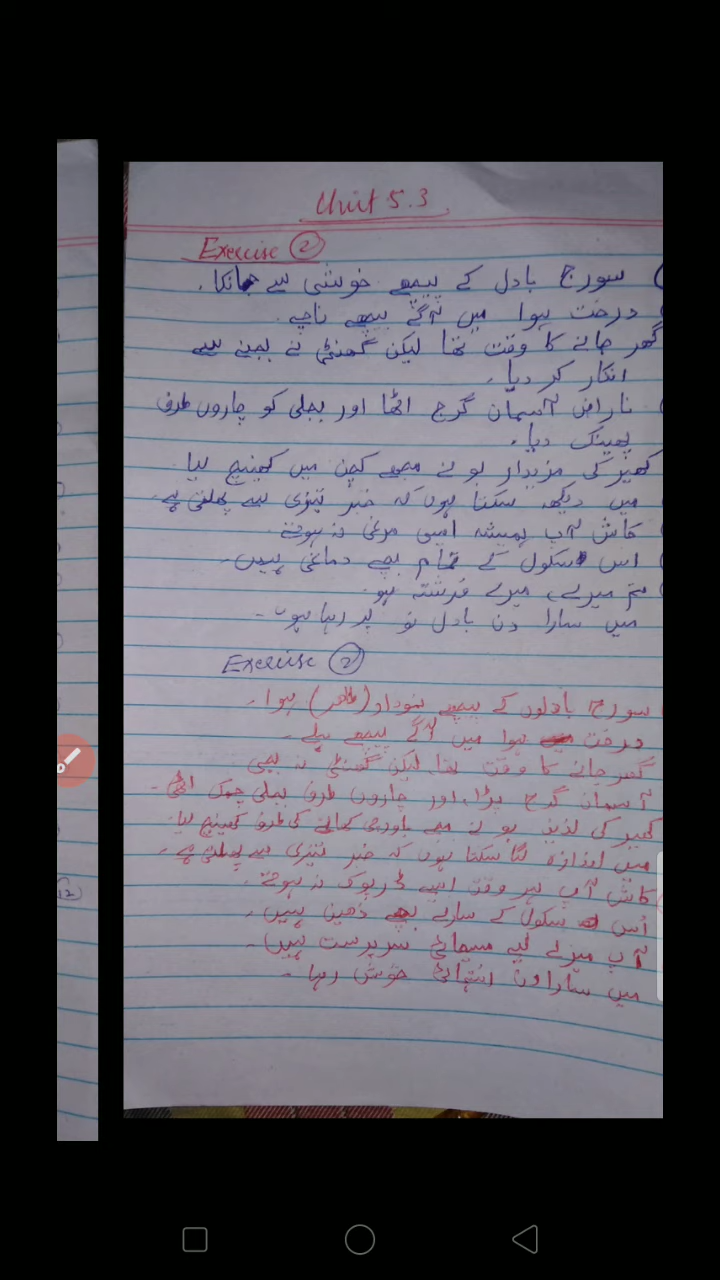 Unit 5.3
Exercise 2
سورج بادل کے پیچھے خوشی سے جھانکا۔
درخت ہوا میں آگے پیچھے ناچے
گھر جانے کا وقت تھا لیکن گھنٹی نے بجنے سے
انکار کر دیا۔
ناراض آسمان گرج اٹھا اور بجلی کو چاروں طرف
پھینک دیا۔
کھیر کی مزیدار بو نے مجھے کچن میں کھینچ لیا۔
میں دیکھ سکتا ہوں کہ خبر تیزی سے پھیلتی ہے۔
کاش آپ ہمیشہ ایسی مرغی نہ ہوتے۔
اس سکول کے تمام بچے دماغی ہیں۔
تم میرے، میرے فرشتہ ہو۔
میں سارا دن بادل نو پر رہا ہوں۔
Exercise 2
سورج بادلوں کے پیچھے نمودار (ظاہر) ہوا۔
درخت ہوا میں آگے پیچھے ہلے۔
گھر جانے کا وقت تھا، لیکن گھنٹی نہ بجی
آسمان گرج پڑا، اور چاروں طرف بجلی چمک اٹھی۔
کھیر کی لذیذ بو نے مجھے باورچی خانے کی طرف کھینچ لیا۔
میں اندازہ لگا سکتا ہوں کہ خبر تیزی سے پھیلتی ہے۔
کاش آپ ہر وقت ایسے ڈرپوک نہ ہوتے۔
اس سکول کے سارے بچے ذھین ہیں۔
آپ میرے لیے مسیحائی سرپرست ہیں۔
میں سارا دن انتہائی خوش رہا۔
12